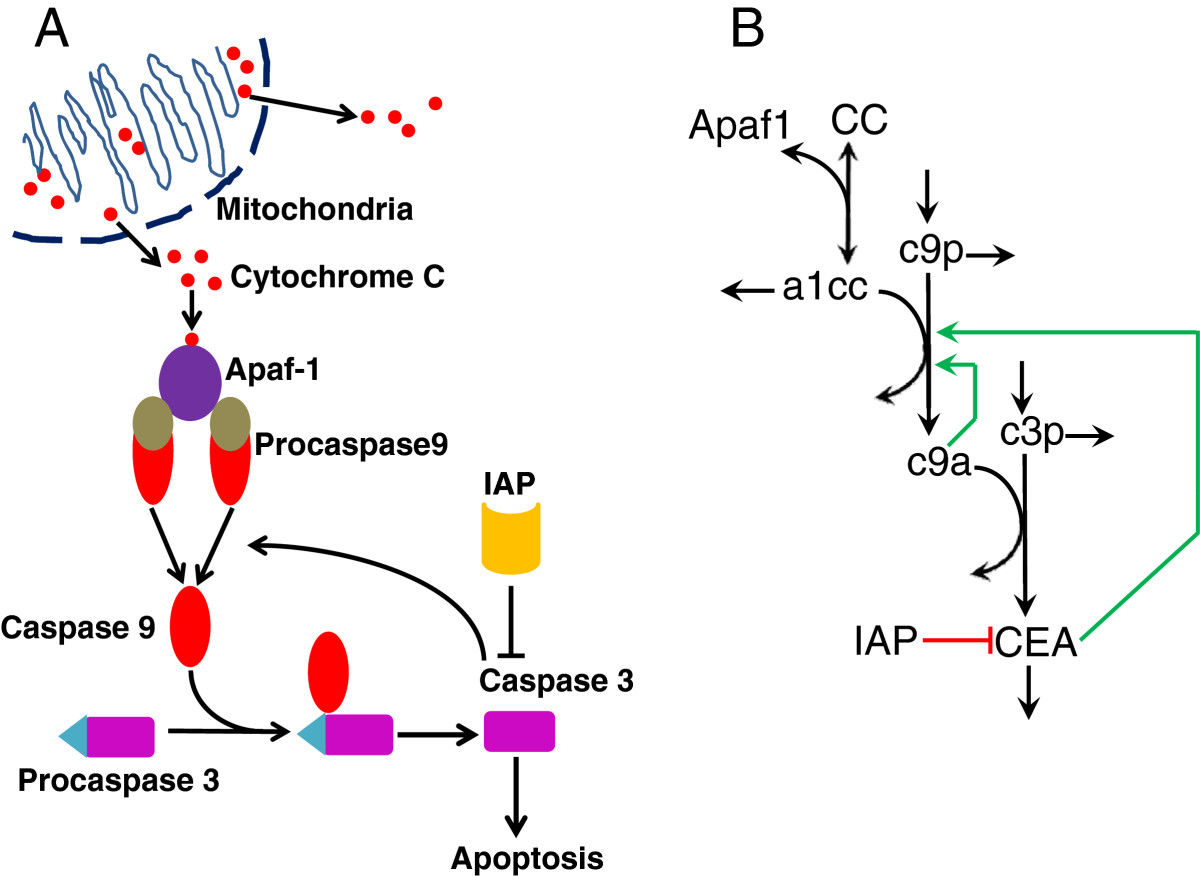 A
Mitochondria
Cytochrome C
Apaf-1
Procaspase9
IAP
Caspase 9
Caspase 3
Procaspase 3
Apoptosis
B
Apaf1
CC
c9p
a1cc
c3p
c9a
IAP
CEA